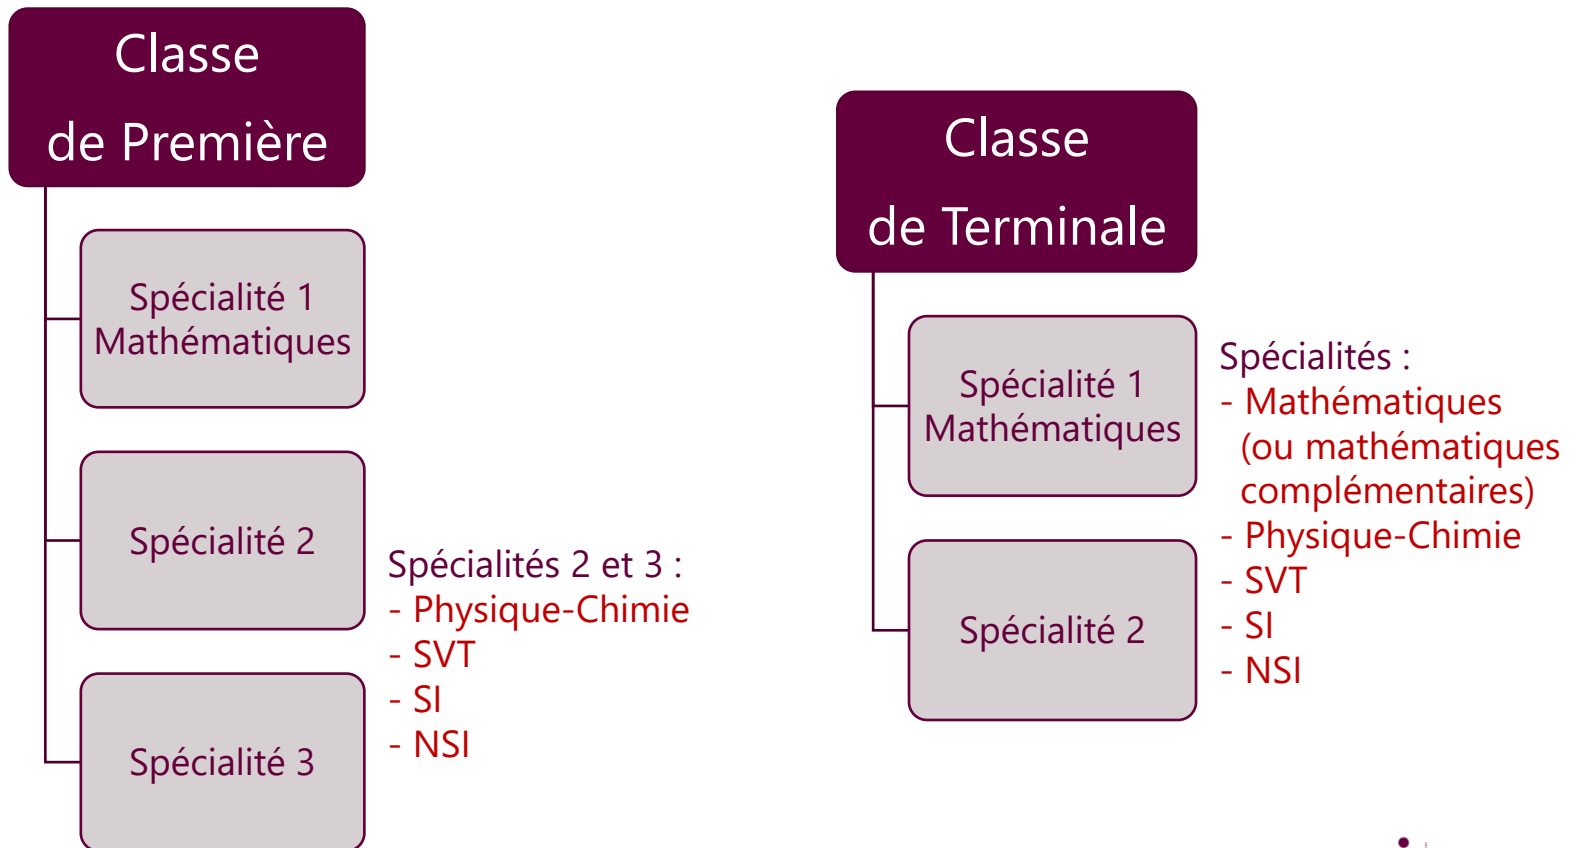 Classe
de Première
Spécialité 1
Mathématiques
Spécialité 2
Spécialité 3
Spécialités 2 et 3 :
- Physique-Chimie
- SVT
- SI
- NSI
Classe
de Terminale
Spécialité 1
Mathématiques
Spécialité 2
Spécialités :
- Mathématiques
(ou mathématiques
complémentaires)
- Physique-Chimie
- SVT
- SI
- NSI